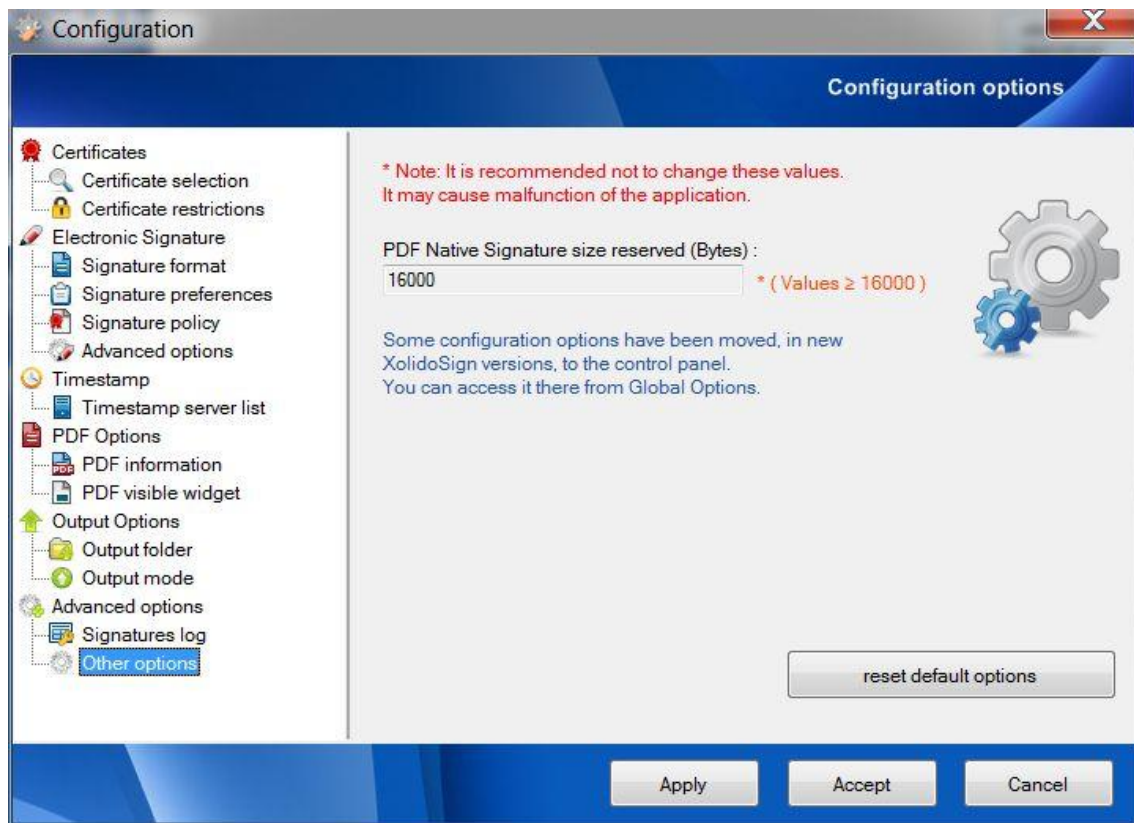 Configuration
X
Configuration options
Certificates
Certificate selection
Certificate restrictions
Electronic Signature
Signature format
Signature preferences
Signature policy
Advanced options
Timestamp
Timestamp server list
PDF Options
PDF information
PDF visible widget
Output Options
Output folder
Output mode
Advanced options
Signatures log
Other options
* Note: It is recommended not to change these values.
It may cause malfunction of the application.
PDF Native Signature size reserved (Bytes) :
16000 * ( Values ≥ 16000 )
Some configuration options have been moved, in new
XolidoSign versions, to the control panel.
You can access it there from Global Options.
reset default options
Apply Accept Cancel